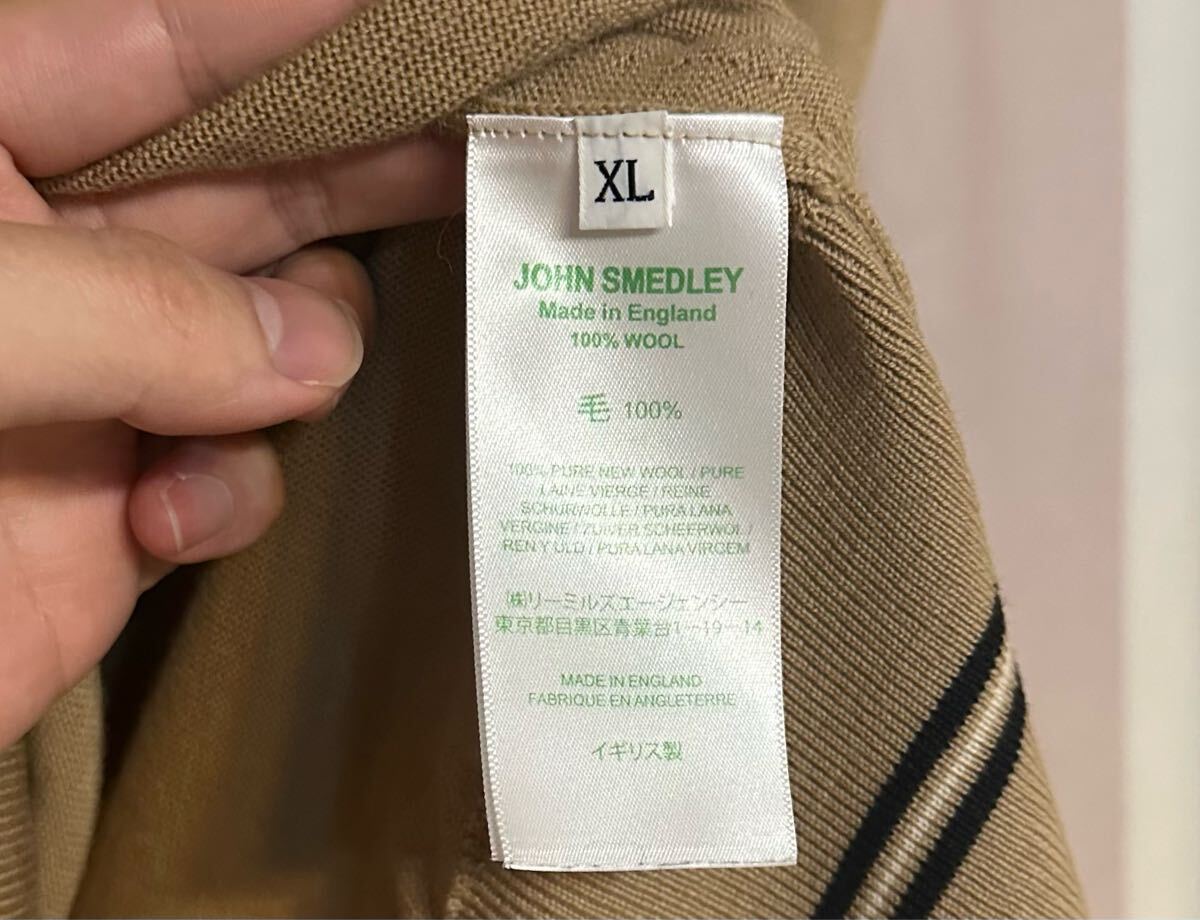 XL
JOHN SMEDLEY
Made in England
100% WOOL
毛 100%
100% PURE NEW WOOL / PURE
LAINE VIERGE / REINE
SCHURWOLLE / PURA LANA
VERGINE / ZUIVER SCHEERWOL /
REN Y ULD / PURA LANA VIRGEM
㈱リーミルズエージェンシー
東京都目黒区青葉台1-19-14
MADE IN ENGLAND
FABRIQUE EN ANGLETERRE
イギリス製